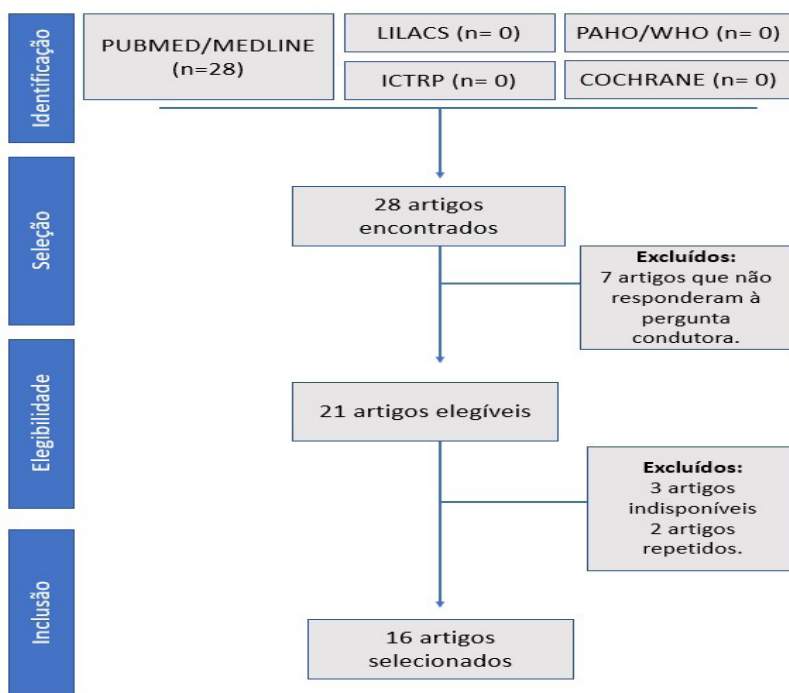 Identificação
PUBMED/MEDLINE
(n=28)
LILACS (n= 0)
PAHO/WHO (n= 0)
ICTRP (n= 0)
COCHRANE (n= 0)
Seleção
28 artigos
encontrados
Excluídos:
7 artigos que não
responderam à
pergunta
condutora.
Elegibilidade
21 artigos elegíveis
Excluídos:
3 artigos
indisponíveis
2 artigos
repetidos.
Inclusão
16 artigos
selecionados